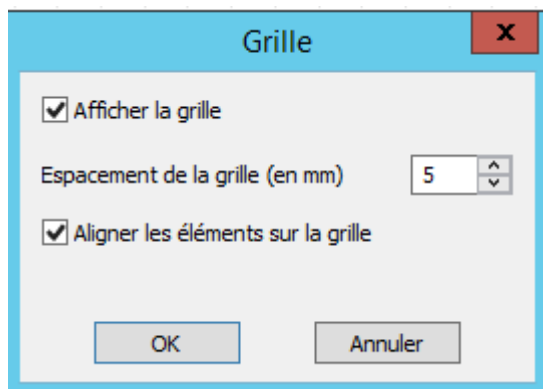 Grille
x
Afficher la grille
Espacement de la grille (en mm) 5
Aligner les éléments sur la grille
OK Annuler